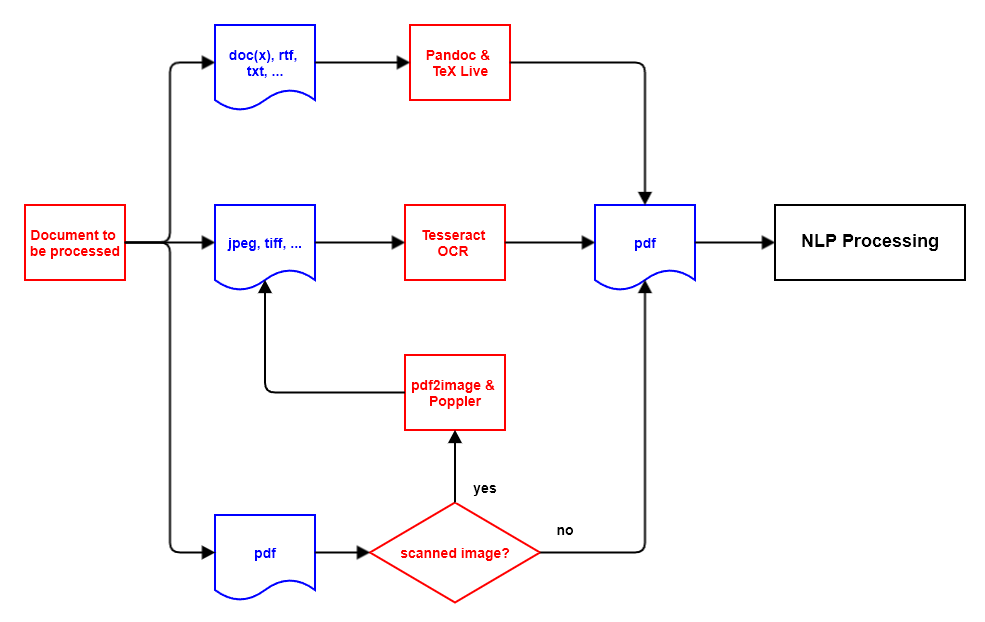 doc(x), rtf,
txt, ...
Pandoc &
TeX Live
Document to
be processed
jpeg, tiff, ...
Tesseract
OCR
pdf
NLP Processing
pdf2image &
Poppler
yes
no
pdf
scanned image?